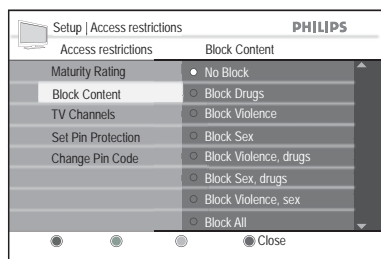 Setup | Access restrictions
PHILIPS
Access restrictions
Block Content
Maturity Rating
Block Content
TV Channels
Set Pin Protection
Change Pin Code
No Block
Block Drugs
Block Violence
Block Sex
Block Violence, drugs
Block Sex, drugs
Block Violence, sex
Block All
Close